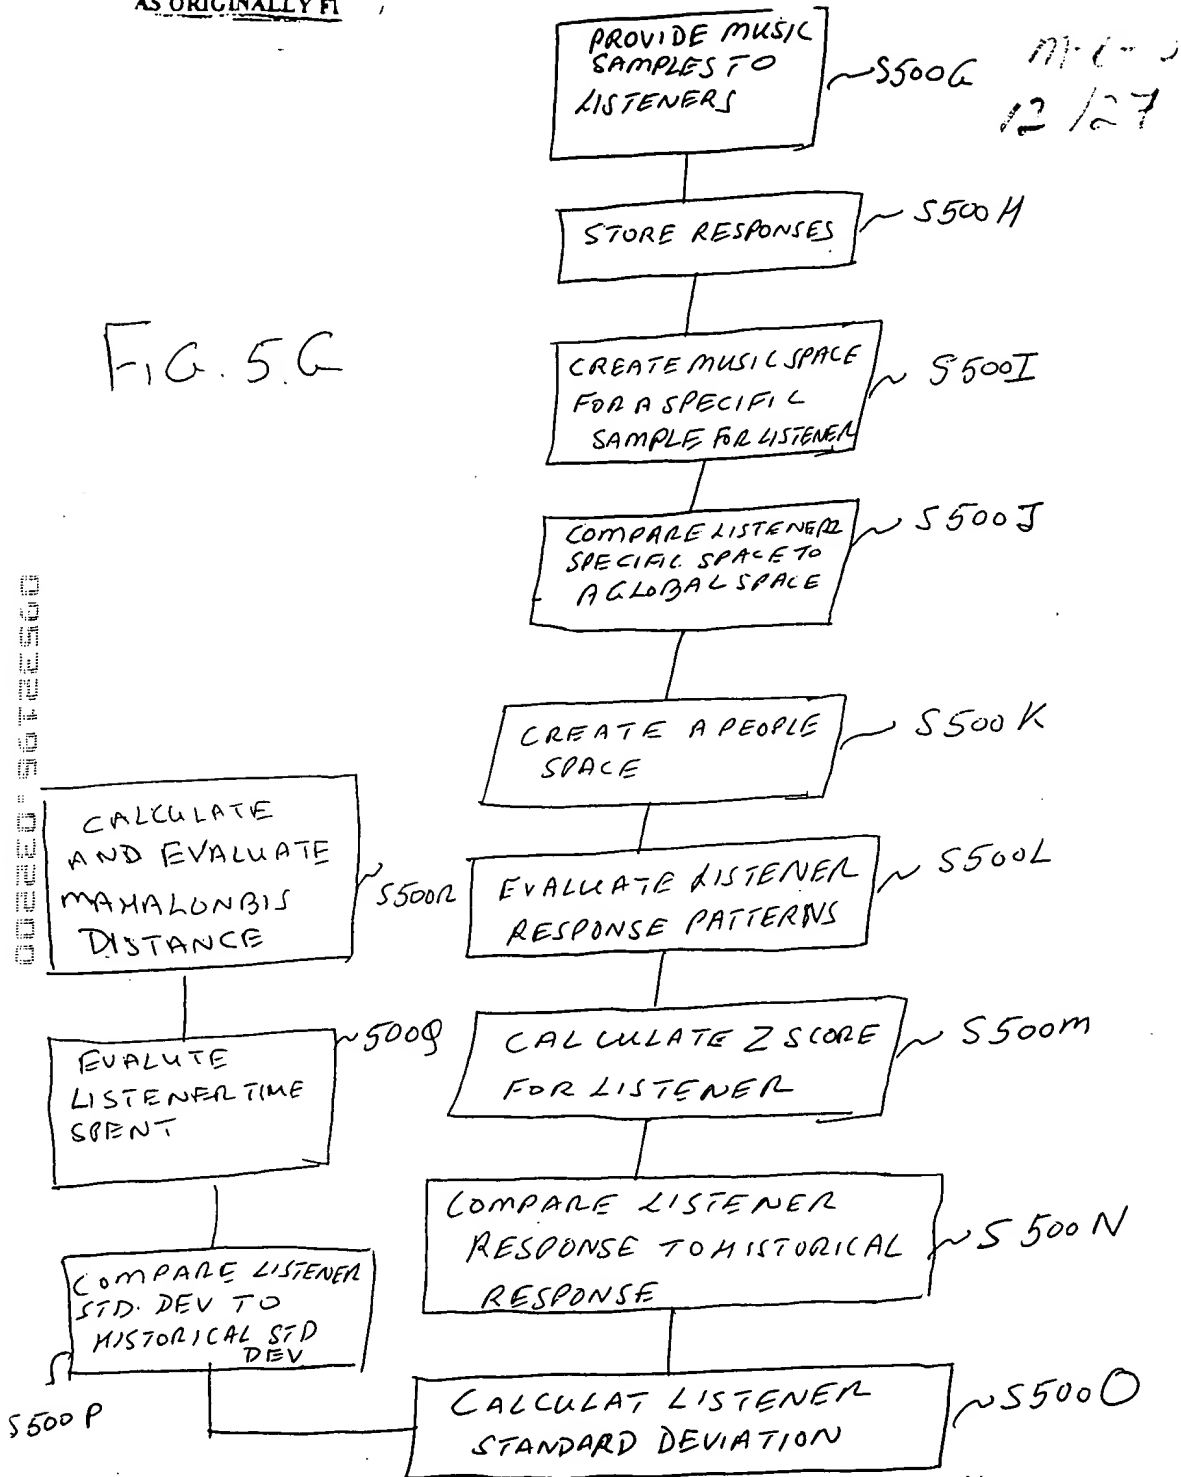 AS ORIGINALLY FI
PROVIDE MUSIC
SAMPLES TO
LISTENERS
S500G
12/27
STORE RESPONSES
S500H
FIG. 5.G
CREATE MUSIC SPACE
FOR A SPECIFIC
SAMPLE FOR LISTENER
S500I
COMPARE LISTENER
SPECIFIC SPACE TO
A GLOBAL SPACE
S500J
CREATE A PEOPLE
SPACE
S500K
EVALUATE LISTENER
RESPONSE PATTERNS
S500L
CALCULATE Z SCORE
FOR LISTENER
S500M
COMPARE LISTENER
RESPONSE TO HISTORICAL
RESPONSE
S500N
CALCULAT LISTENER
STANDARD DEVIATION
S500O
COMPARE LISTENER
STD. DEV TO
HISTORICAL STD
DEV
S500P
EVALUTE
LISTENER TIME
SPENT
500Q
CALCULATE
AND EVALUATE
MAHALONBIS
DISTANCE
S500R
09532195.032200